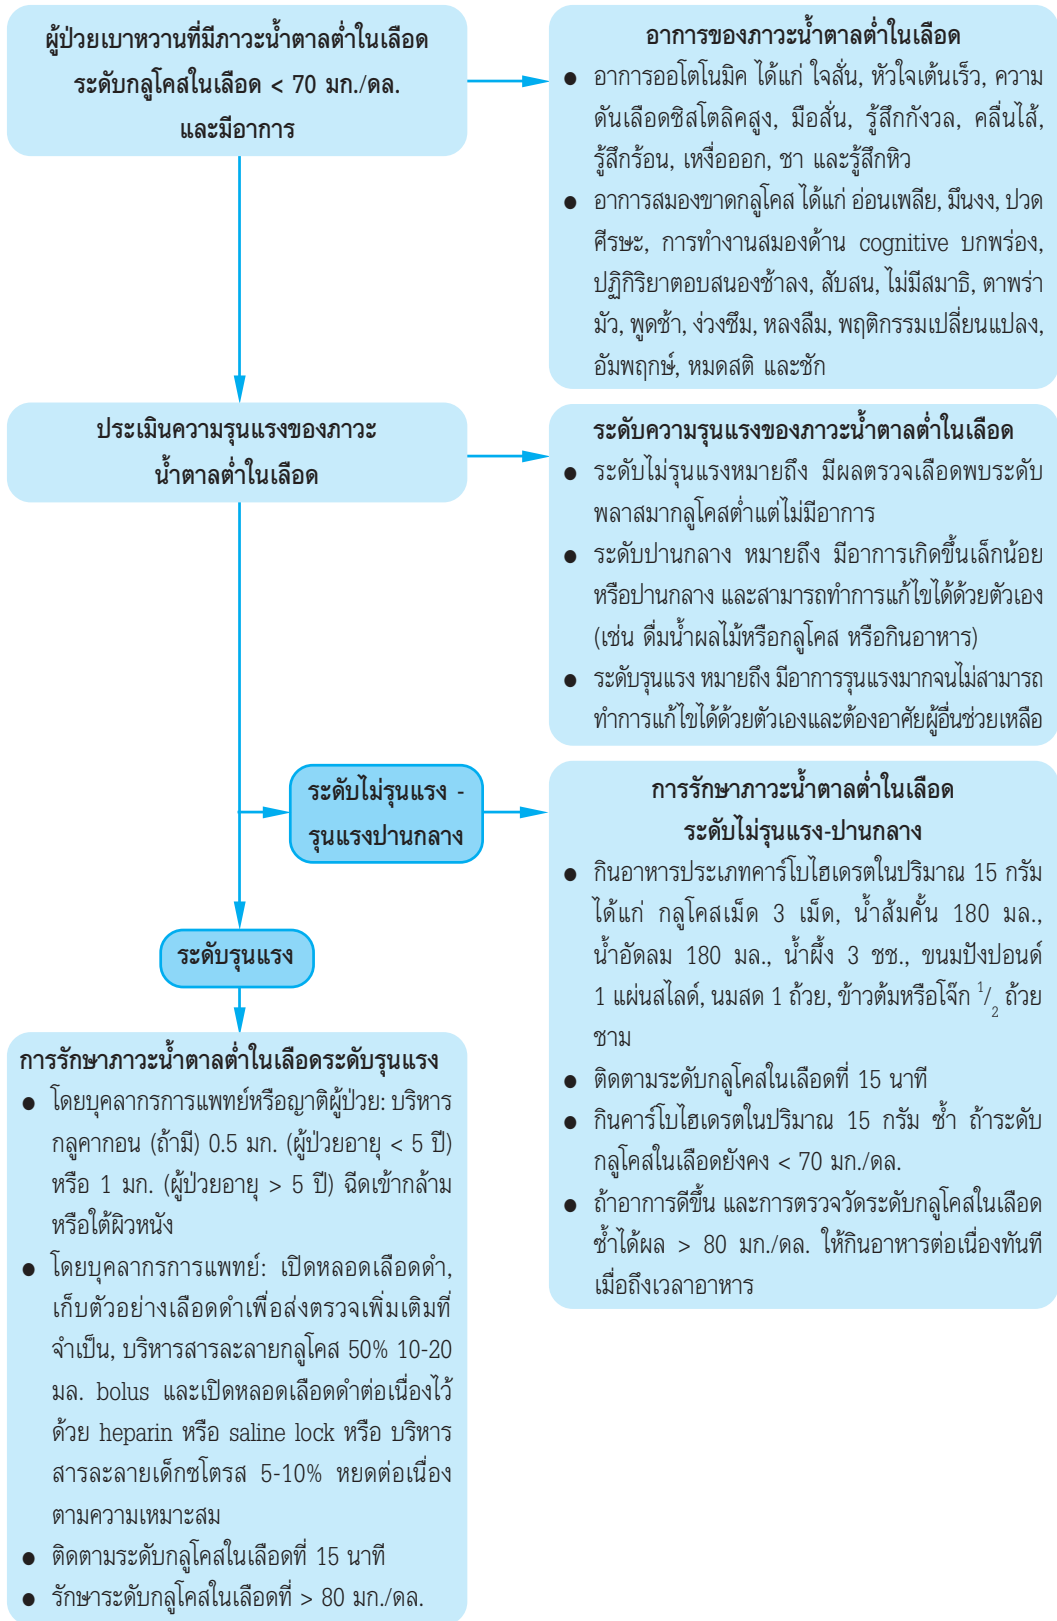 ผู้ป่วยเบาหวานที่มีภาวะน้ำตาลต่ำในเลือด
ระดับกลูโคสในเลือด < 70 มก./ดล.
และมีอาการ
อาการของภาวะน้ำตาลต่ำในเลือด
● อาการออโตโนมิค ได้แก่ ใจสั่น, หัวใจเต้นเร็ว, ความ
ดันเลือดซิสโตลิคสูง, มือสั่น, รู้สึกกังวล, คลื่นไส้,
รู้สึกร้อน, เหงื่อออก, ชา และรู้สึกหิว
● อาการสมองขาดกลูโคส ได้แก่ อ่อนเพลีย, มึนงง, ปวด
ศีรษะ, การทำงานสมองด้าน cognitive บกพร่อง,
ปฏิกิริยาตอบสนองช้าลง, สับสน, ไม่มีสมาธิ, ตาพร่า
มัว, พูดช้า, ง่วงซึม, หลงลืม, พฤติกรรมเปลี่ยนแปลง,
อัมพฤกษ์, หมดสติ และชัก
ประเมินความรุนแรงของภาวะ
น้ำตาลต่ำในเลือด
ระดับความรุนแรงของภาวะน้ำตาลต่ำในเลือด
● ระดับไม่รุนแรงหมายถึง มีผลตรวจเลือดพบระดับ
พลาสมากลูโคสต่ำแต่ไม่มีอาการ
● ระดับปานกลาง หมายถึง มีอาการเกิดขึ้นเล็กน้อย
หรือปานกลาง และสามารถทำการแก้ไขได้ด้วยตัวเอง
(เช่น ดื่มน้ำผลไม้หรือกลูโคส หรือกินอาหาร)
● ระดับรุนแรง หมายถึง มีอาการรุนแรงมากจนไม่สามารถ
ทำการแก้ไขได้ด้วยตัวเองและต้องอาศัยผู้อื่นช่วยเหลือ
ระดับไม่รุนแรง -
รุนแรงปานกลาง
การรักษาภาวะน้ำตาลต่ำในเลือด
ระดับไม่รุนแรง-ปานกลาง
● กินอาหารประเภทคาร์โบไฮเดรตในปริมาณ 15 กรัม
ได้แก่ กลูโคสเม็ด 3 เม็ด, น้ำส้มคั้น 180 มล.,
น้ำอัดลม 180 มล., น้ำผึ้ง 3 ชช., ขนมปังปอนด์
1 แผ่นสไลด์, นมสด 1 ถ้วย, ข้าวต้มหรือโจ๊ก 1/2 ถ้วย
ชาม
● ติดตามระดับกลูโคสในเลือดที่ 15 นาที
● กินคาร์โบไฮเดรตในปริมาณ 15 กรัม ซ้ำ ถ้าระดับ
กลูโคสในเลือดยังคง < 70 มก./ดล.
● ถ้าอาการดีขึ้น และการตรวจวัดระดับกลูโคสในเลือด
ซ้ำได้ผล > 80 มก./ดล. ให้กินอาหารต่อเนื่องทันที
เมื่อถึงเวลาอาหาร
ระดับรุนแรง
การรักษาภาวะน้ำตาลต่ำในเลือดระดับรุนแรง
● โดยบุคลากรการแพทย์หรือญาติผู้ป่วย: บริหาร
กลูคากอน (ถ้ามี) 0.5 มก. (ผู้ป่วยอายุ < 5 ปี)
หรือ 1 มก. (ผู้ป่วยอายุ > 5 ปี) ฉีดเข้ากล้าม
หรือใต้ผิวหนัง
● โดยบุคลากรการแพทย์: เปิดหลอดเลือดดำ,
เก็บตัวอย่างเลือดดำเพื่อส่งตรวจเพิ่มเติมที่
จำเป็น, บริหารสารละลายกลูโคส 50% 10-20
มล. bolus และเปิดหลอดเลือดดำต่อเนื่องไว้
ด้วย heparin หรือ saline lock หรือ บริหาร
สารละลายเด็กซโตรส 5-10% หยดต่อเนื่อง
ตามความเหมาะสม
● ติดตามระดับกลูโคสในเลือดที่ 15 นาที
● รักษาระดับกลูโคสในเลือดที่ > 80 มก./ดล.